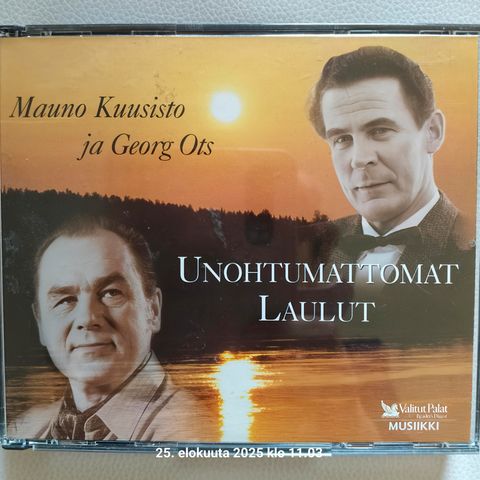 Mauno Kuusisto
ja Georg Ots
UNOHTUMATTOMAT
LAULUT
Valitut Palat
Reader's Digest
MUSIIKKI
25. elokuuta 2025 klo 11.03